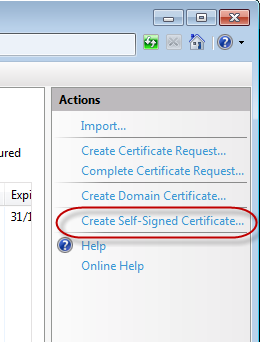 Actions
Import...
Create Certificate Request...
ured
Complete Certificate Request...
Expi
Create Domain Certificate...
31/1
Create Self-Signed Certificate...
Help
Online Help